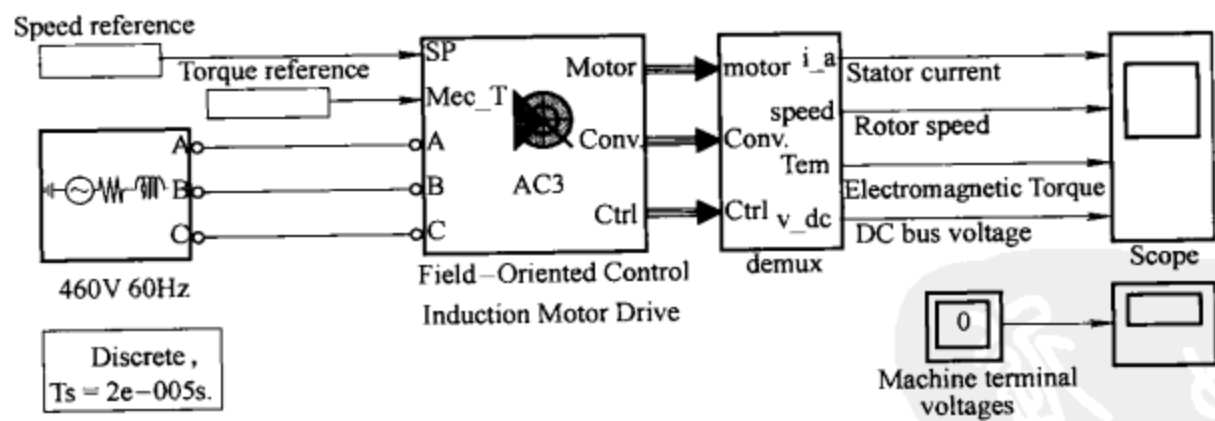 Speed reference
Torque reference
SP
Mec_T
A
B
C
Motor
Conv.
Ctrl
AC3
Field-Oriented Control
Induction Motor Drive
A
B
C
460V 60Hz
Discrete,
Ts = 2e-005s.
motor
Conv.
Ctrl
i_a
speed
Tem
v_dc
demux
Stator current
Rotor speed
Electromagnetic Torque
DC bus voltage
Scope
0
Machine terminal
voltages